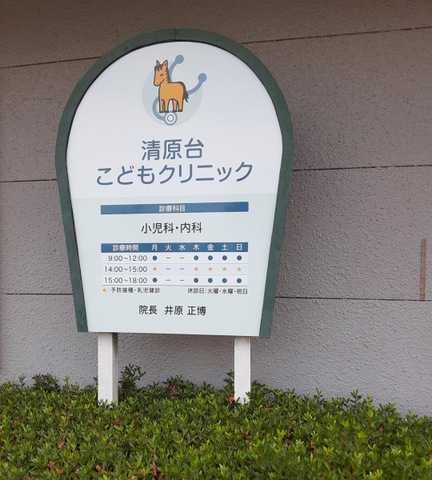 清原台
こどもクリニック
診療科目
小児科・内科
診療時間 月 火 水 木 金 土 日
9:00~12:00 ● － － ● ● ● ●
14:00~15:00 ★ － － ★ ★ ★ ★
15:00~18:00 ● － － ● ● ● ●
★:予防接種・乳児健診 休診日:火曜・水曜・祝日
院長 井原 正博